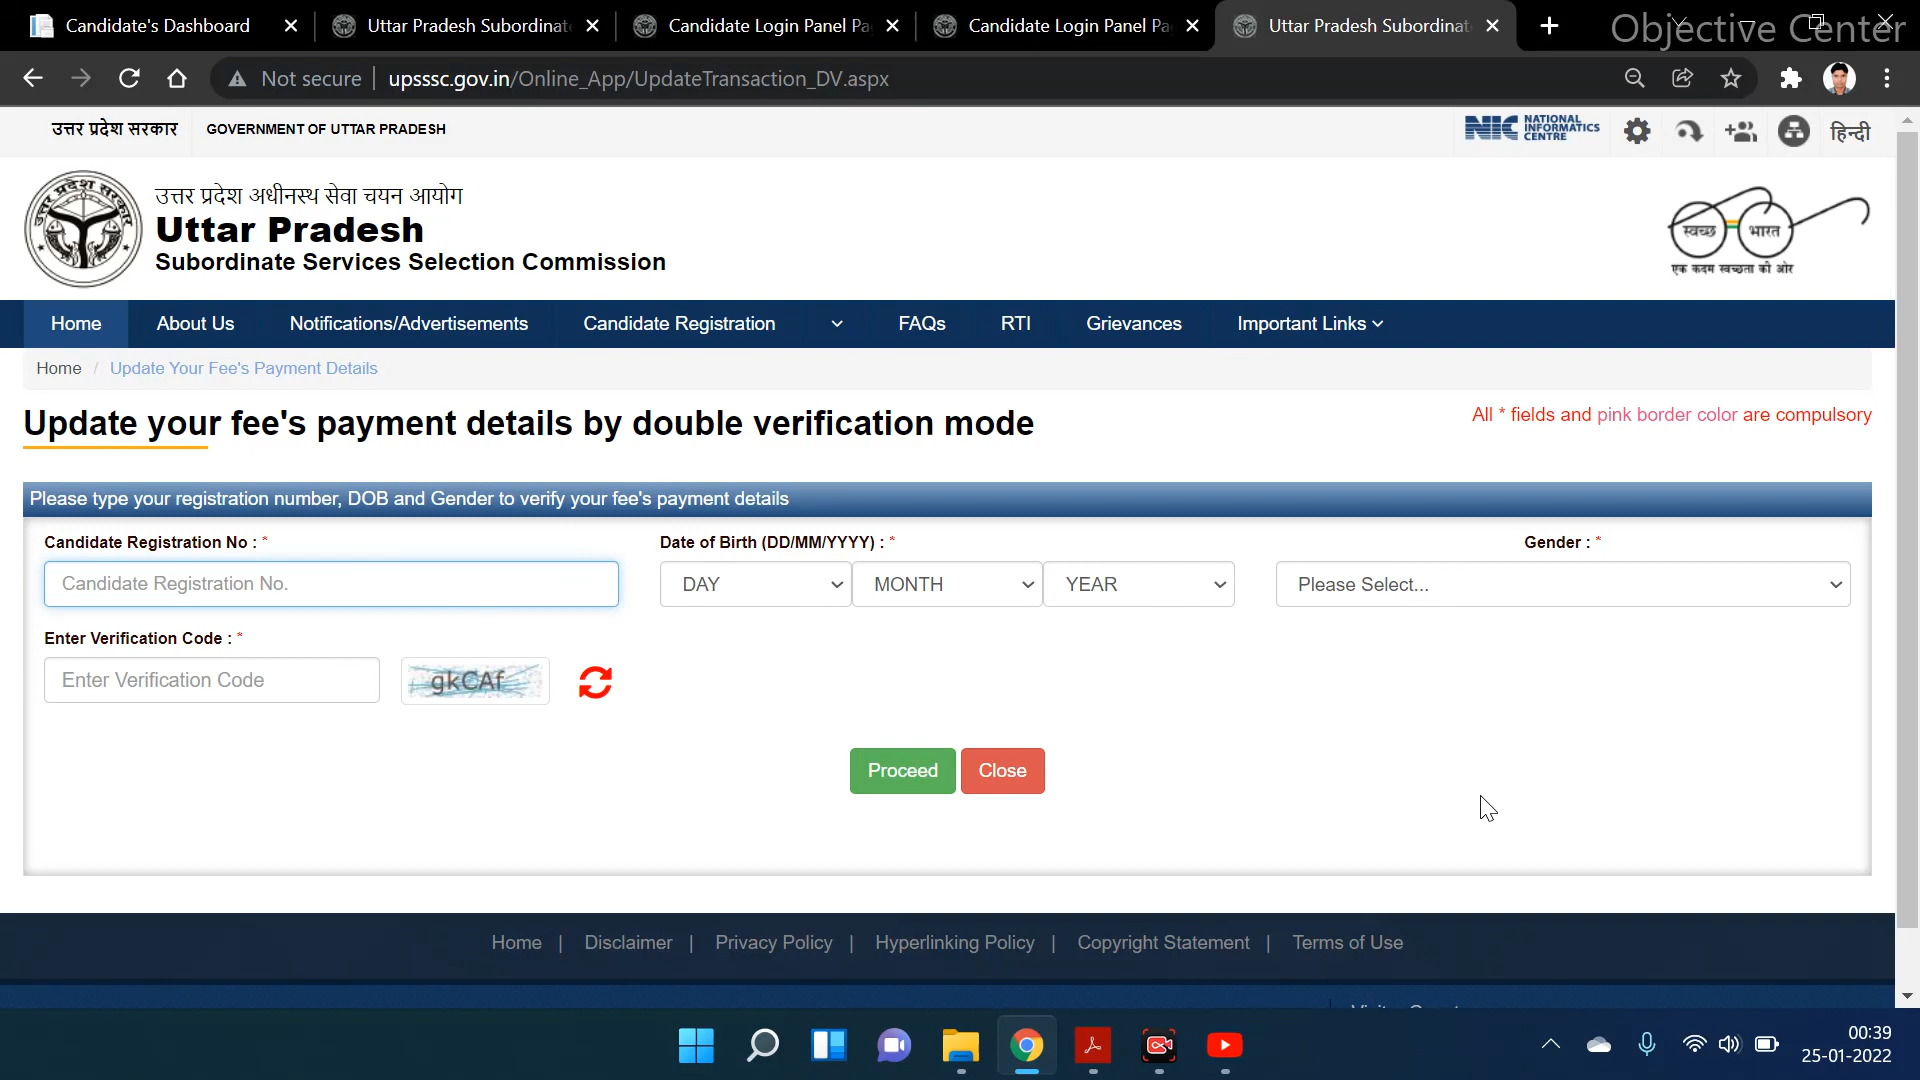 Candidate's Dashboard
Uttar Pradesh Subordinat
Candidate Login Panel Pa
Candidate Login Panel Pa
Uttar Pradesh Subordinat
Objective Center
Not secure
upsssc.gov.in/Online_App/UpdateTransaction_DV.aspx
उत्तर प्रदेश सरकार
GOVERNMENT OF UTTAR PRADESH
NIC NATIONAL
INFORMATICS
CENTRE
हिन्दी
उत्तर प्रदेश सरकार
उत्तर प्रदेश अधीनस्थ सेवा चयन आयोग
Uttar Pradesh
Subordinate Services Selection Commission
स्वच्छ भारत
एक कदम स्वच्छता की ओर
Home
About Us
Notifications/Advertisements
Candidate Registration
FAQs
RTI
Grievances
Important Links
Home / Update Your Fee's Payment Details
Update your fee's payment details by double verification mode
All * fields and pink border color are compulsory
Please type your registration number, DOB and Gender to verify your fee's payment details
Candidate Registration No : *
Date of Birth (DD/MM/YYYY) : *
Gender : *
Candidate Registration No.
DAY
MONTH
YEAR
Please Select...
Enter Verification Code : *
Enter Verification Code
gkCAf
Proceed
Close
Home | Disclaimer | Privacy Policy | Hyperlinking Policy | Copyright Statement | Terms of Use
00:39
25-01-2022